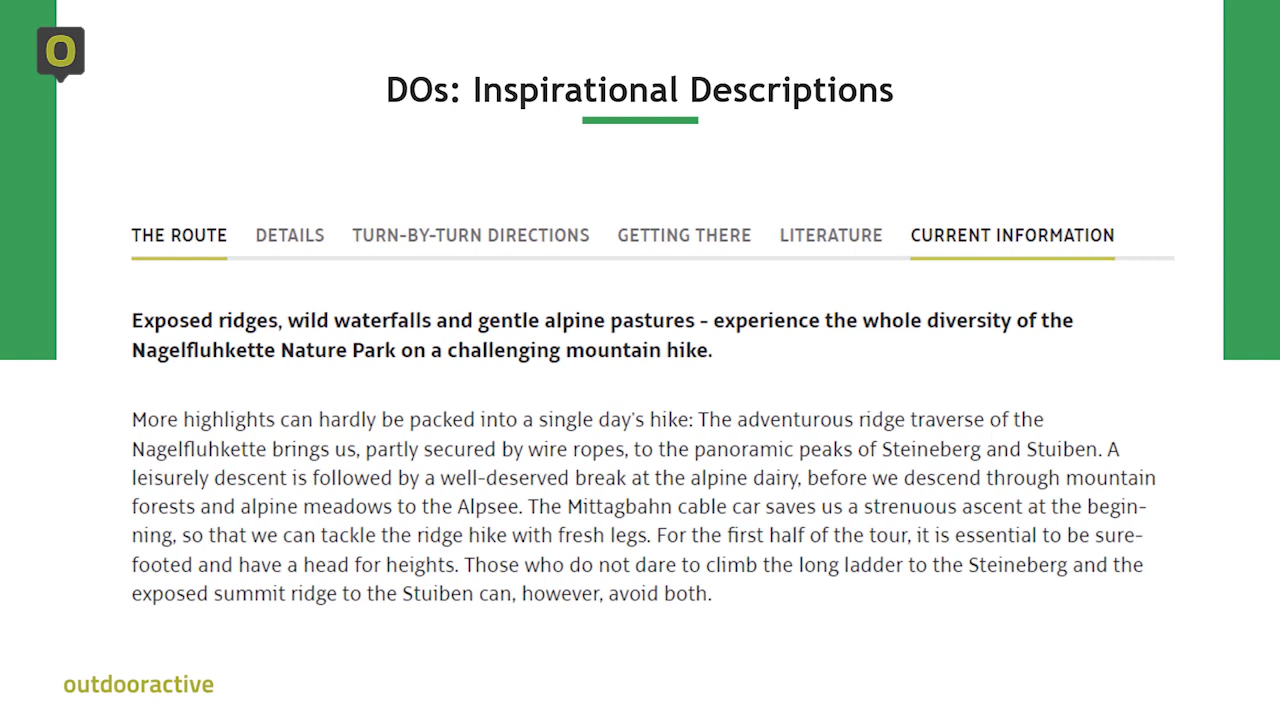 O
DOs: Inspirational Descriptions
THE ROUTE DETAILS TURN-BY-TURN DIRECTIONS GETTING THERE LITERATURE CURRENT INFORMATION
Exposed ridges, wild waterfalls and gentle alpine pastures - experience the whole diversity of the
Nagelfluhkette Nature Park on a challenging mountain hike.
More highlights can hardly be packed into a single day's hike: The adventurous ridge traverse of the
Nagelfluhkette brings us, partly secured by wire ropes, to the panoramic peaks of Steineberg and Stuiben. A
leisurely descent is followed by a well-deserved break at the alpine dairy, before we descend through mountain
forests and alpine meadows to the Alpsee. The Mittagbahn cable car saves us a strenuous ascent at the begin-
ning, so that we can tackle the ridge hike with fresh legs. For the first half of the tour, it is essential to be sure-
footed and have a head for heights. Those who do not dare to climb the long ladder to the Steineberg and the
exposed summit ridge to the Stuiben can, however, avoid both.
outdooractive